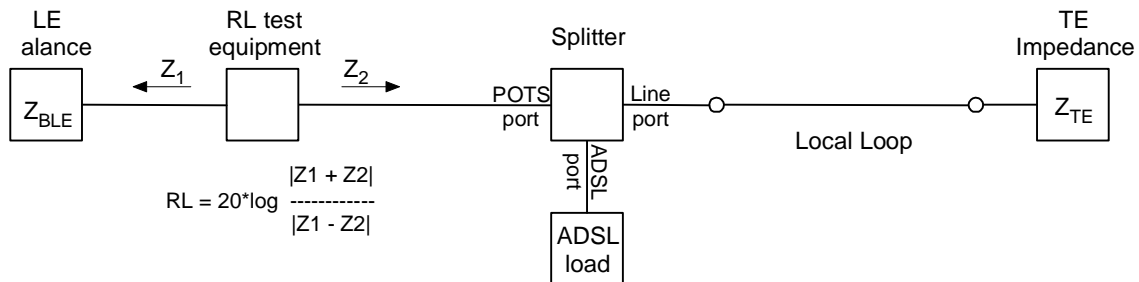 LE
alance
RL test
equipment
Splitter
TE
Impedance
Z1
Z2
ZBLE
POTS
port
Line
port
ZTE
Local Loop
ADSL
port
|Z1 + Z2|
RL = 20*log ------------
|Z1 - Z2|
ADSL
load